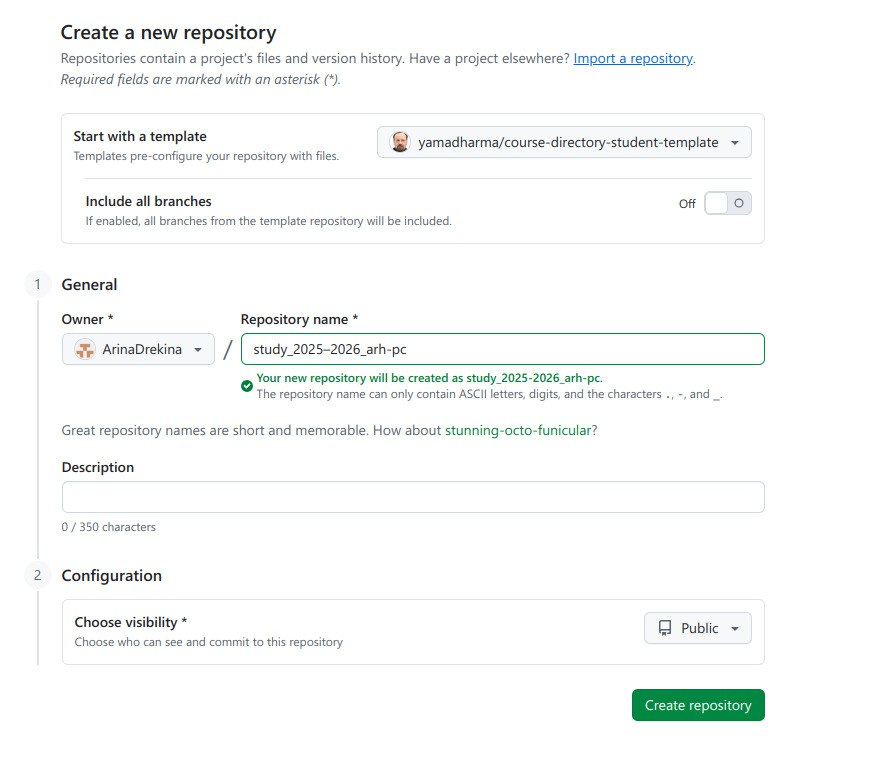 Create a new repository
Repositories contain a project's files and version history. Have a project elsewhere? Import a repository.
Required fields are marked with an asterisk (*).
Start with a template
Templates pre-configure your repository with files.
yamadharma/course-directory-student-template
Include all branches
If enabled, all branches from the template repository will be included.
Off
1
General
Owner *
Repository name *
ArinaDrekina
/
study_2025–2026_arh-pc
Your new repository will be created as study_2025-2026_arh-pc.
The repository name can only contain ASCII letters, digits, and the characters ., -, and _.
Great repository names are short and memorable. How about stunning-octo-funicular?
Description
0 / 350 characters
2
Configuration
Choose visibility *
Choose who can see and commit to this repository
Public
Create repository